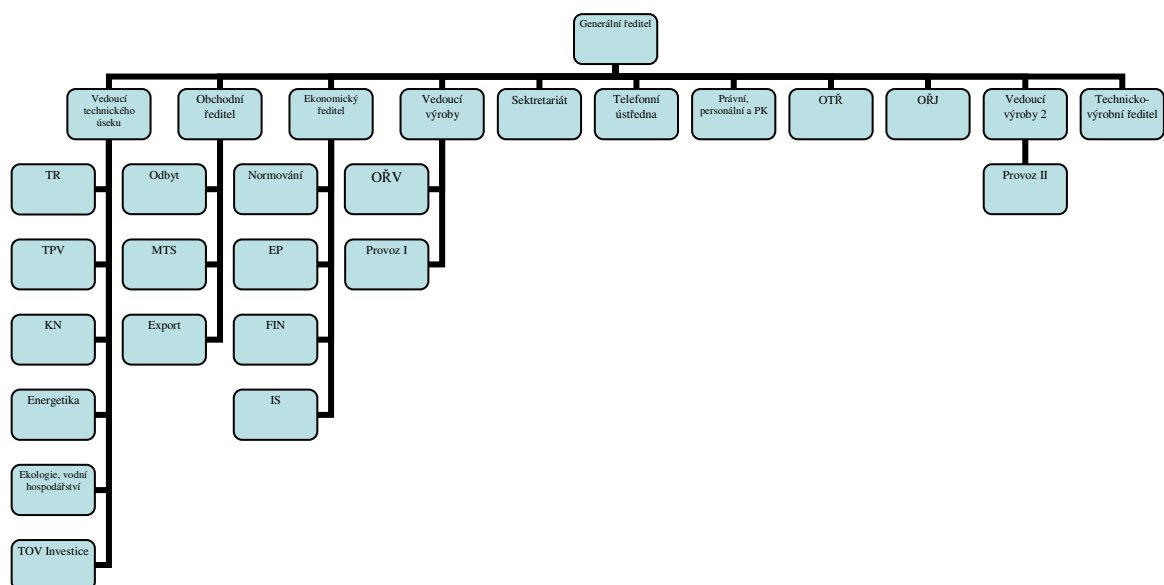 Generální ředitel
Vedoucí
technického
úseku
Obchodní
ředitel
Ekonomický
ředitel
Vedoucí
výroby
Sektretariát
Telefonní
ústředna
Právní,
personální a PK
OTŘ
OŘJ
Vedoucí
výroby 2
Technicko-
výrobní ředitel
TR
Odbyt
Normování
OŘV
Provoz II
TPV
MTS
EP
Provoz I
KN
Export
FIN
Energetika
IS
Ekologie, vodní
hospodářství
TOV Investice